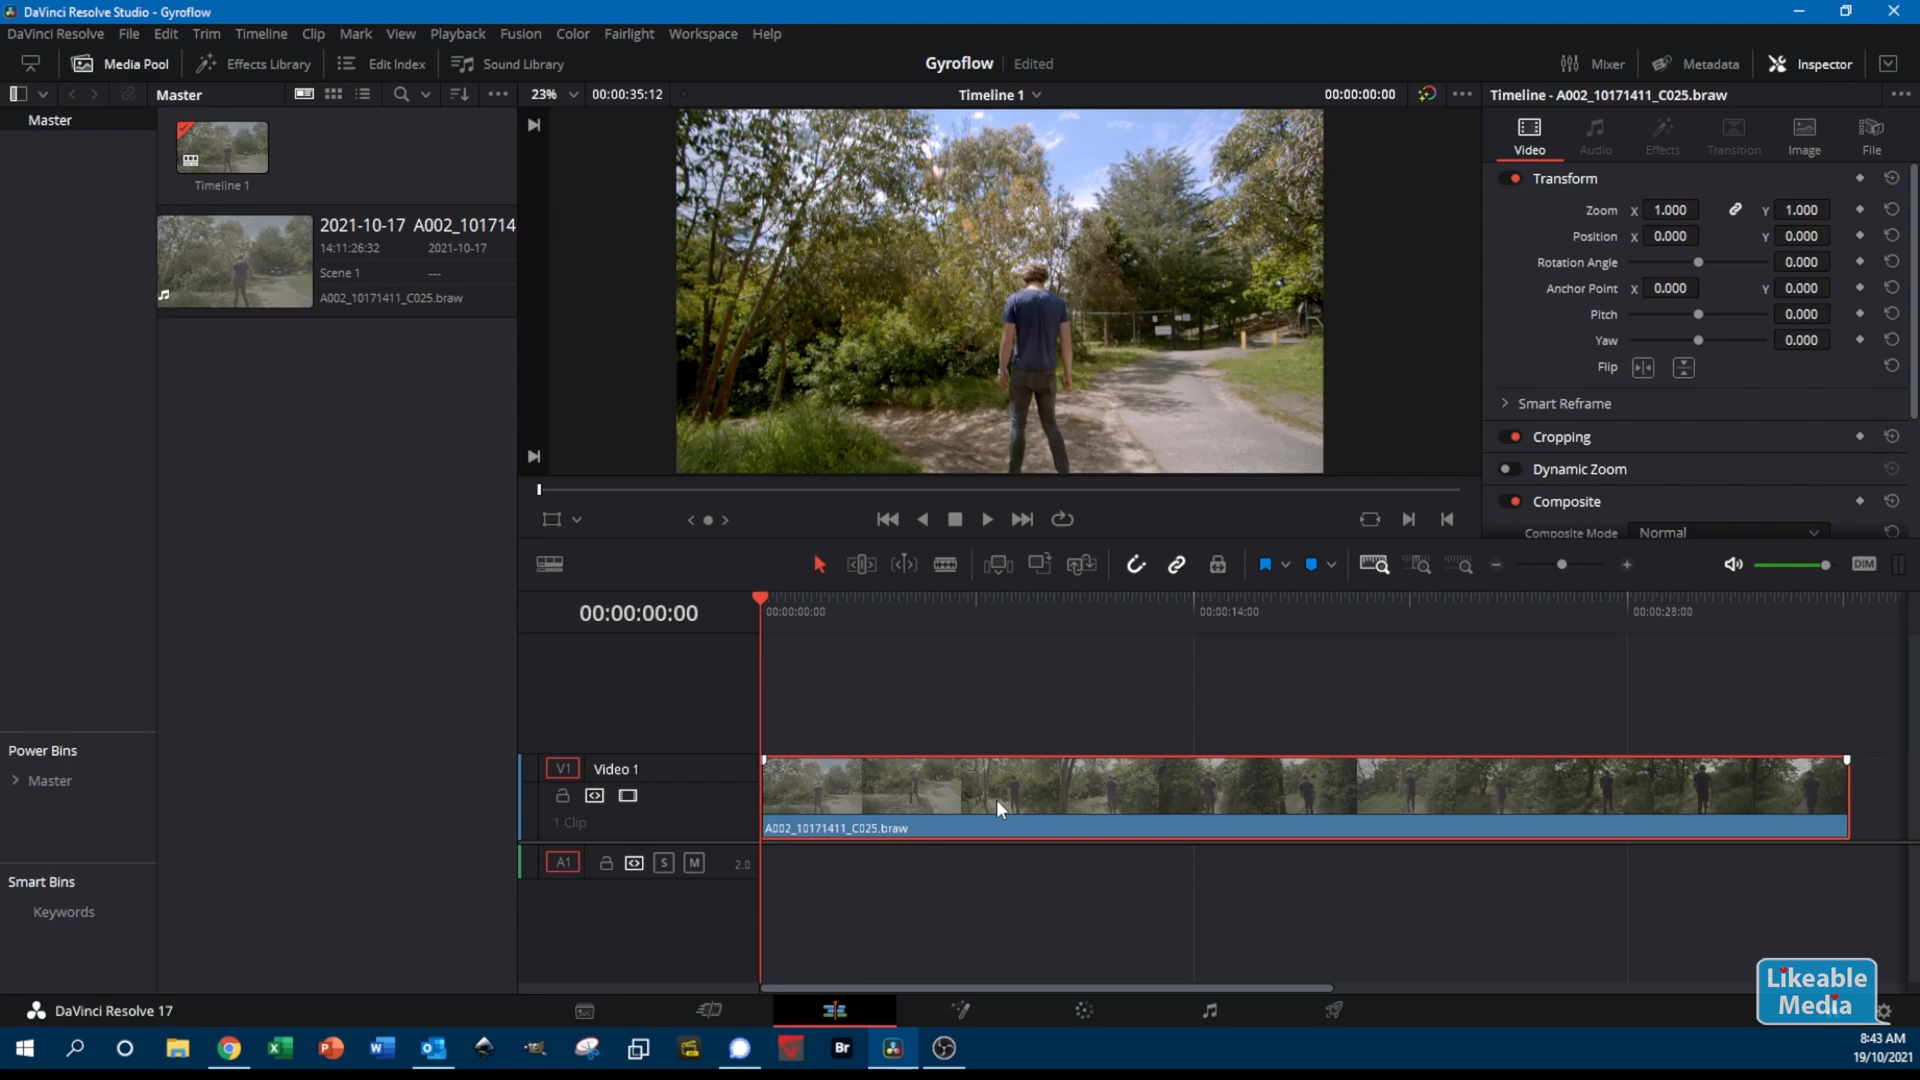 DaVinci Resolve Studio - Gyroflow
DaVinci Resolve File Edit Trim Timeline Clip Mark View Playback Fusion Color Fairlight Workspace Help
Media Pool Effects Library Edit Index Sound Library Gyroflow Edited Mixer Metadata Inspector
Master 23% 00:00:35:12 Timeline 1 00:00:00:00 Timeline - A002_10171411_C025.braw
Master
Timeline 1
2021-10-17 A002_101714
14:11:26:32 2021-10-17
Scene 1 ---
A002_10171411_C025.braw
Power Bins
Master
Smart Bins
Keywords
Video Audio Effects Transition Image File
Transform
Zoom X 1.000 Y 1.000
Position X 0.000 Y 0.000
Rotation Angle 0.000
Anchor Point X 0.000 Y 0.000
Pitch 0.000
Yaw 0.000
Flip
Smart Reframe
Cropping
Dynamic Zoom
Composite
Composite Mode Normal
DIM
00:00:00:00 00:00:00:00 00:00:14:00 00:00:28:00
V1 Video 1
1 Clip
A002_10171411_C025.braw
A1 S M 2.0
Likeable
Media
DaVinci Resolve 17
Br
8:43 AM
19/10/2021